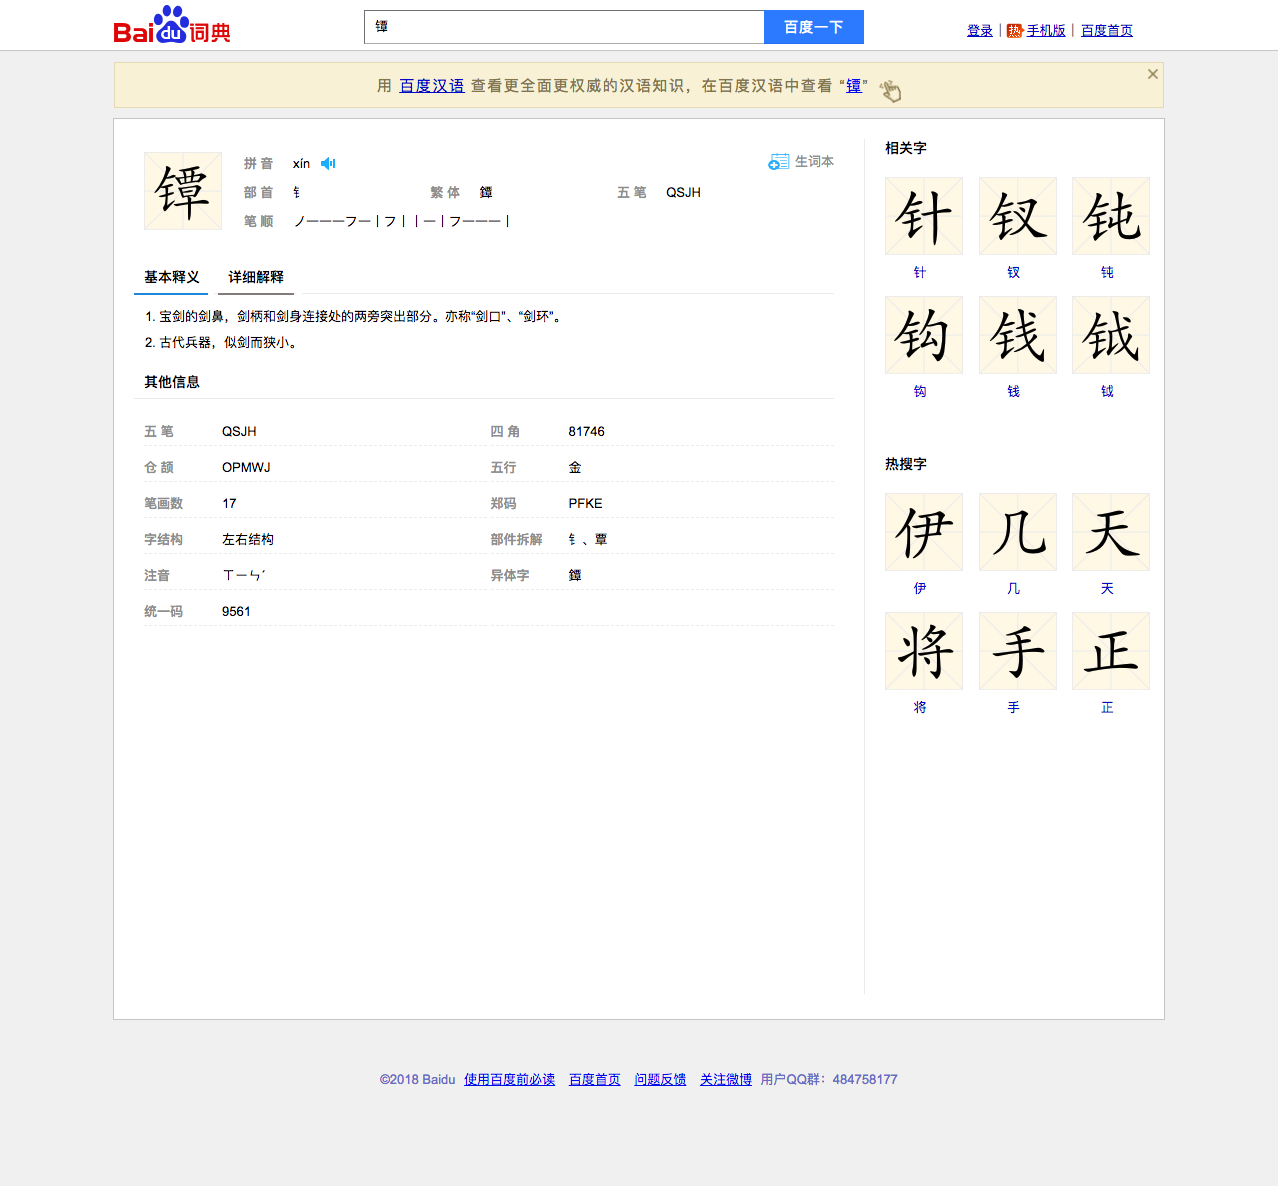 Bai du 词典
镡
百度一下
登录 | 热 手机版 | 百度首页
用 百度汉语 查看更全面更权威的汉语知识，在百度汉语中查看 “镡”
镡
拼 音 xín
生词本
部 首 钅 繁 体 鐔 五 笔 QSJH
笔 顺 ノ一一一フ一丨フ丨丨一丨フ一一一丨
基本释义 详细解释
1. 宝剑的剑鼻，剑柄和剑身连接处的两旁突出部分。亦称“剑口”、“剑环”。
2. 古代兵器，似剑而狭小。
其他信息
五 笔 QSJH 四 角 81746
仓 颉 OPMWJ 五行 金
笔画数 17 郑码 PFKE
字结构 左右结构 部件拆解 钅、覃
注音 ㄒㄧㄣˊ 异体字 鐔
统一码 9561
相关字
针 钗 钝
针 钗 钝
钩 钱 钺
钩 钱 钺
热搜字
伊 几 天
伊 几 天
将 手 正
将 手 正
©2018 Baidu 使用百度前必读 百度首页 问题反馈 关注微博 用户QQ群：484758177